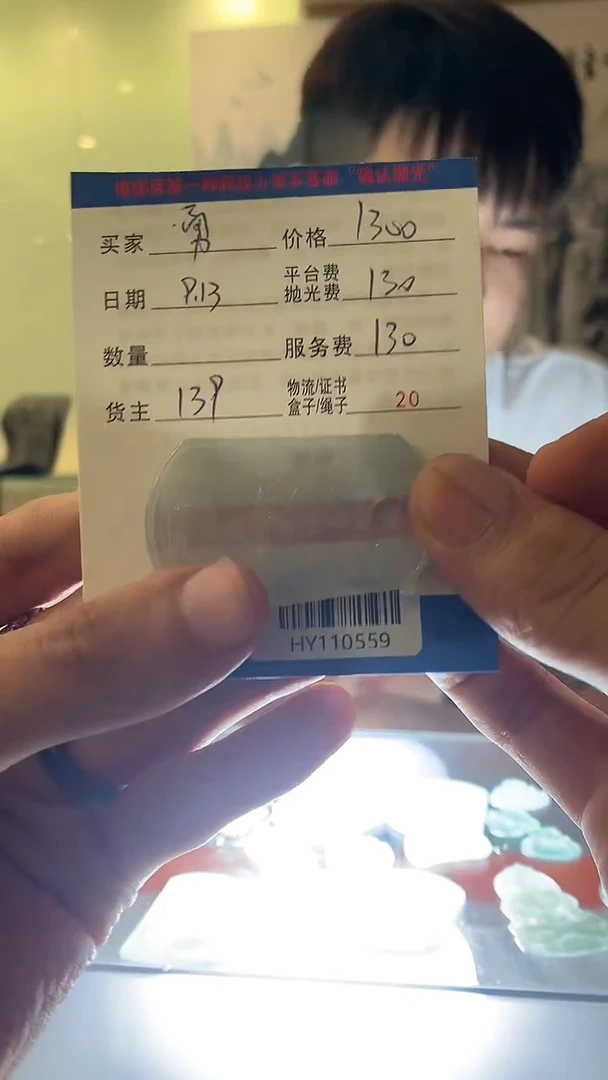 买家 勇 价格 1300
日期 8.13 平台费 抛光费 130
数量 服务费 130
货主 139 物流/证书 盒子/绳子 20
HY110559